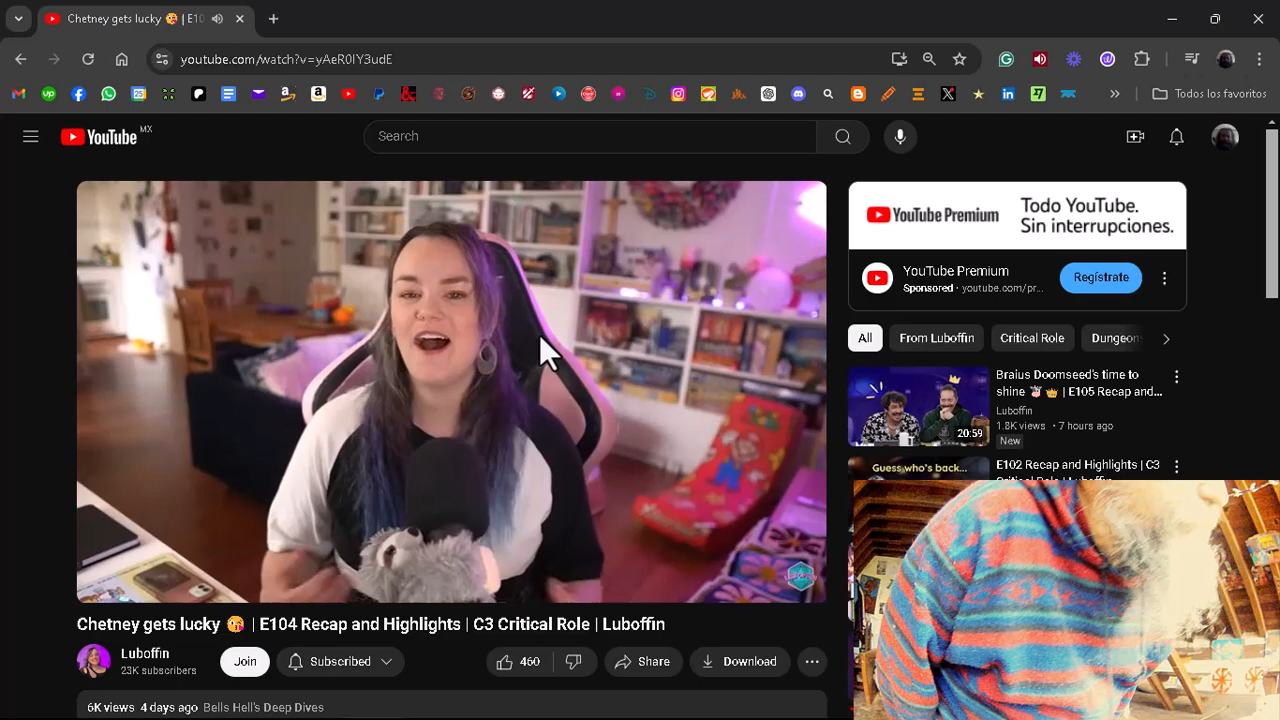 Chetney gets lucky 😘 | E10
youtube.com/watch?v=yAeR0IY3udE
Todos los favoritos
YouTube MX
Search
YouTube Premium
Todo YouTube.
Sin interrupciones.
YouTube Premium
Sponsored · youtube.com/pr...
Regístrate
All
From Luboffin
Critical Role
Dungeon
Braius Doomseed's time to
shine 🐮 👑 | E105 Recap and...
Luboffin
1.8K views • 7 hours ago
New
20:59
Guess who's back...
E102 Recap and Highlights | C3
Critical Role | Luboffin
Chetney gets lucky 😘 | E104 Recap and Highlights | C3 Critical Role | Luboffin
Luboffin
23K subscribers
Join
Subscribed
460
Share
Download
6K views 4 days ago Bells Hell's Deep Dives